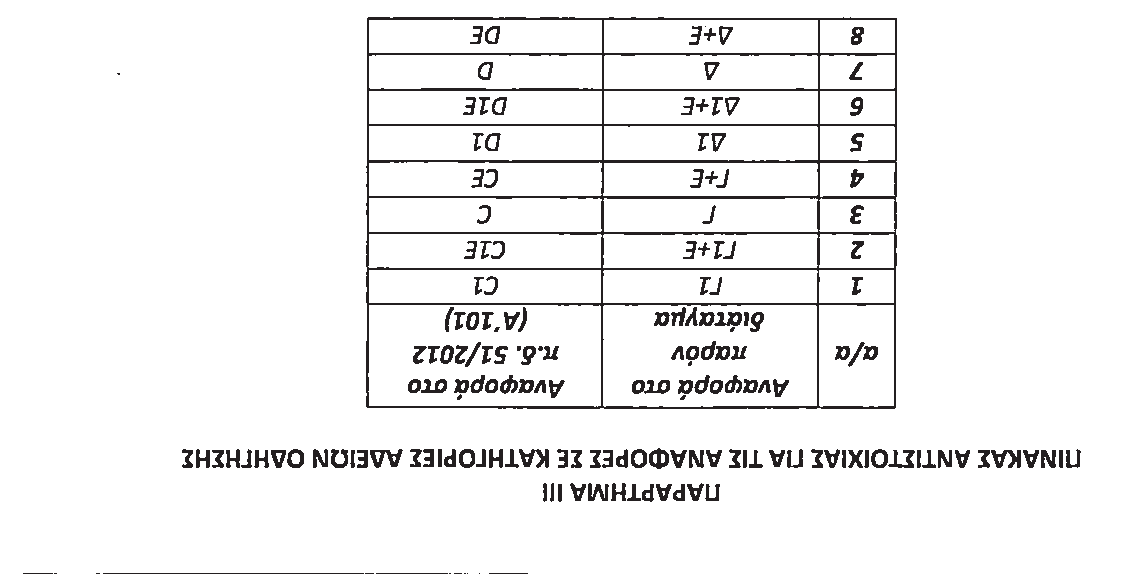 ΠΑΡΑΡΤΗΜΑ ΙΙΙ
ΠΙΝΑΚΑΣ ΑΝΤΙΣΤΟΙΧΙΑΣ ΓΙΑ ΤΙΣ ΑΝΑΦΟΡΕΣ ΣΕ ΚΑΤΗΓΟΡΙΕΣ ΑΔΕΙΩΝ ΟΔΗΓΗΣΗΣ
α/α Αναφορά στο παρόν διάταγμα Αναφορά στο π.δ. 51/2012 (Α΄101)
1 Γ1 C1
2 Γ1+Ε C1E
3 Γ C
4 Γ+Ε CE
5 Δ1 D1
6 Δ1+Ε D1E
7 Δ D
8 Δ+Ε DE